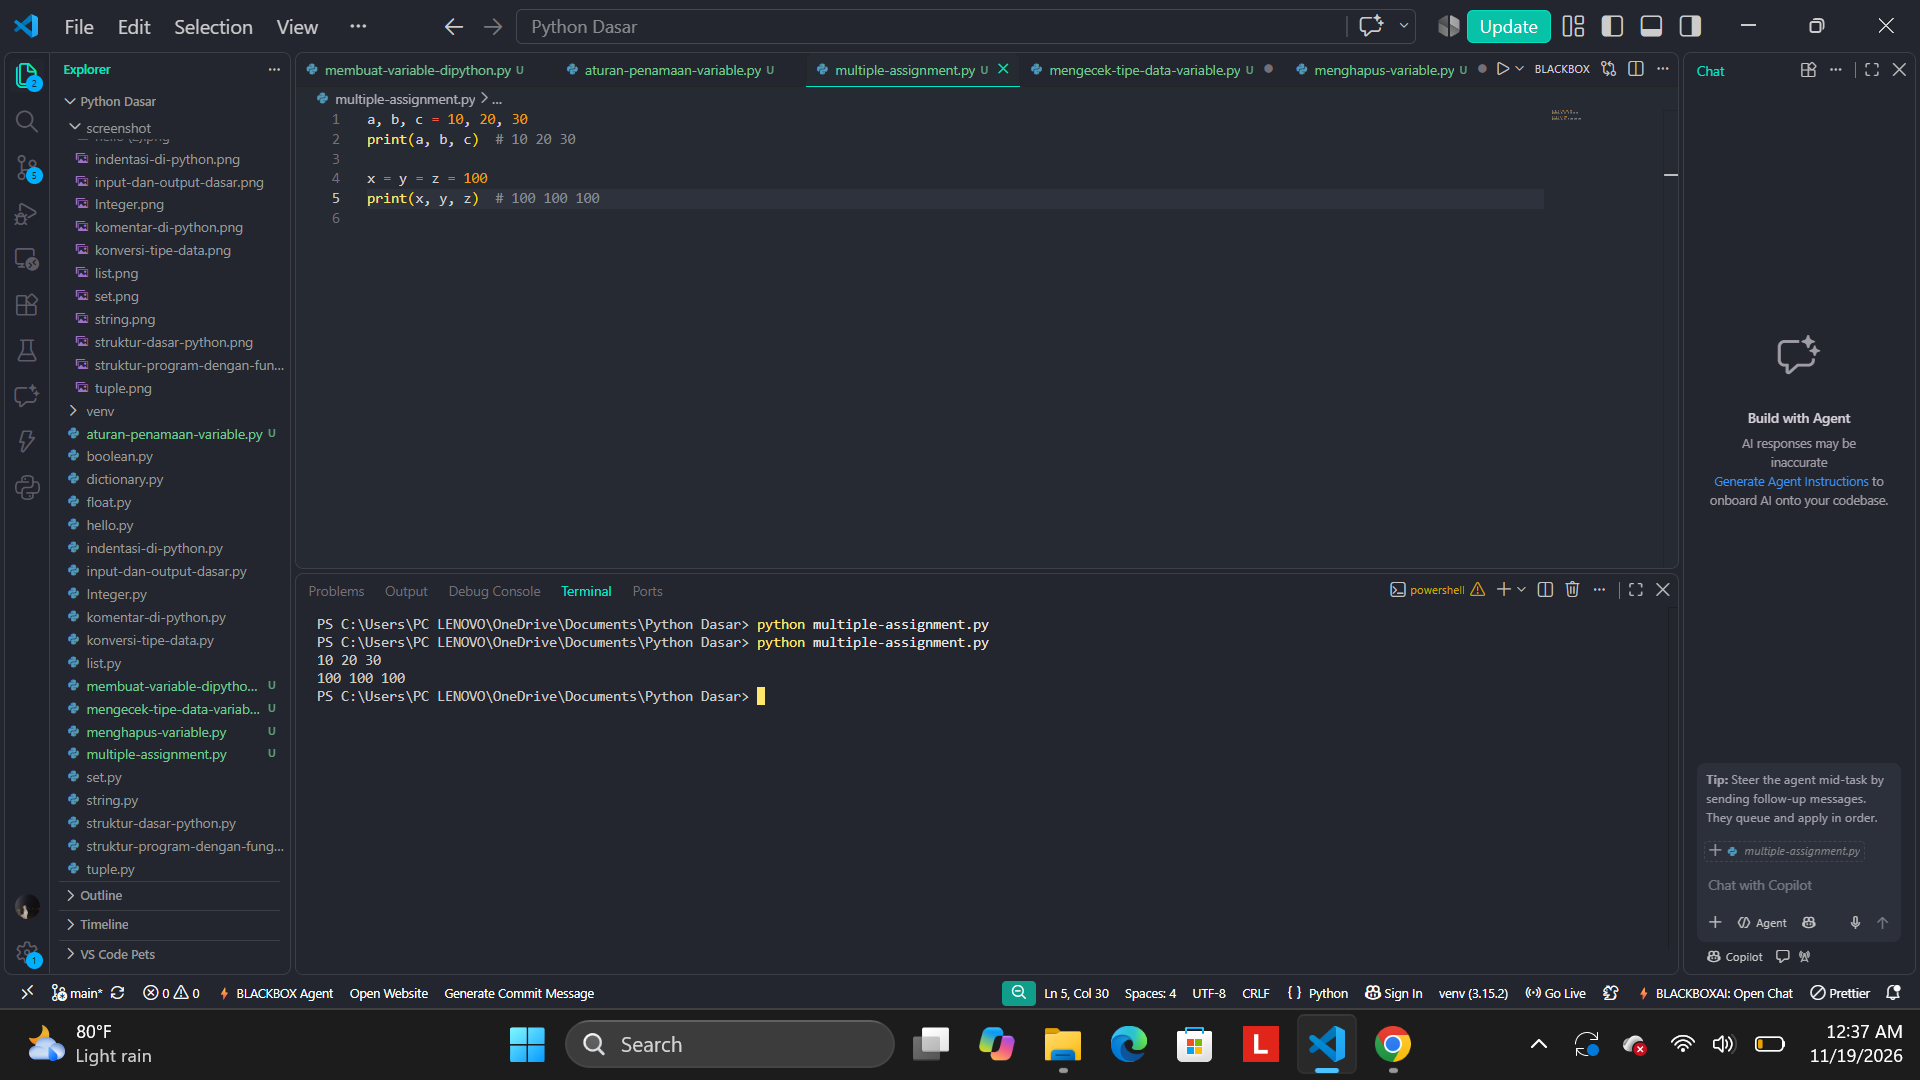 File Edit Selection View ···
Python Dasar
Update
Explorer
Python Dasar
screenshot
indentasi-di-python.png
input-dan-output-dasar.png
Integer.png
komentar-di-python.png
konversi-tipe-data.png
list.png
set.png
string.png
struktur-dasar-python.png
struktur-program-dengan-fun...
tuple.png
venv
aturan-penamaan-variable.py U
boolean.py
dictionary.py
float.py
hello.py
indentasi-di-python.py
input-dan-output-dasar.py
Integer.py
komentar-di-python.py
konversi-tipe-data.py
list.py
membuat-variable-dipytho... U
mengecek-tipe-data-variab... U
menghapus-variable.py U
multiple-assignment.py U
set.py
string.py
struktur-dasar-python.py
struktur-program-dengan-fung...
tuple.py
Outline
Timeline
VS Code Pets
2
5
1
membuat-variable-dipython.py U
aturan-penamaan-variable.py U
multiple-assignment.py U
mengecek-tipe-data-variable.py U
menghapus-variable.py U
BLACKBOX
multiple-assignment.py > ...
1 a, b, c = 10, 20, 30
2 print(a, b, c) # 10 20 30
3
4 x = y = z = 100
5 print(x, y, z) # 100 100 100
6
Problems Output Debug Console Terminal Ports
powershell
PS C:\Users\PC LENOVO\OneDrive\Documents\Python Dasar> python multiple-assignment.py
PS C:\Users\PC LENOVO\OneDrive\Documents\Python Dasar> python multiple-assignment.py
10 20 30
100 100 100
PS C:\Users\PC LENOVO\OneDrive\Documents\Python Dasar>
Chat
Build with Agent
AI responses may be
inaccurate
Generate Agent Instructions to
onboard AI onto your codebase.
Tip: Steer the agent mid-task by
sending follow-up messages.
They queue and apply in order.
multiple-assignment.py
Chat with Copilot
Agent
Copilot
main* 0 0 BLACKBOX Agent Open Website Generate Commit Message
Ln 5, Col 30 Spaces: 4 UTF-8 CRLF { } Python Sign In venv (3.15.2) Go Live BLACKBOXAI: Open Chat Prettier
80°F
Light rain
Search
L
12:37 AM
11/19/2026